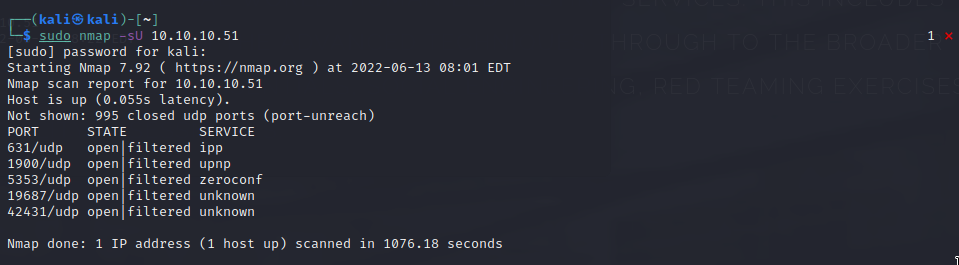 ┌──(kali㉿kali)-[~]
└─$ sudo nmap -sU 10.10.10.51 1 ⨯
[sudo] password for kali:
Starting Nmap 7.92 ( https://nmap.org ) at 2022-06-13 08:01 EDT
Nmap scan report for 10.10.10.51
Host is up (0.055s latency).
Not shown: 995 closed udp ports (port-unreach)
PORT STATE SERVICE
631/udp open|filtered ipp
1900/udp open|filtered upnp
5353/udp open|filtered zeroconf
19687/udp open|filtered unknown
42431/udp open|filtered unknown
Nmap done: 1 IP address (1 host up) scanned in 1076.18 seconds
SERVICES, THIS INCLUDES
THROUGH TO THE BROADE
NG, RED TEAMING EXERCISE